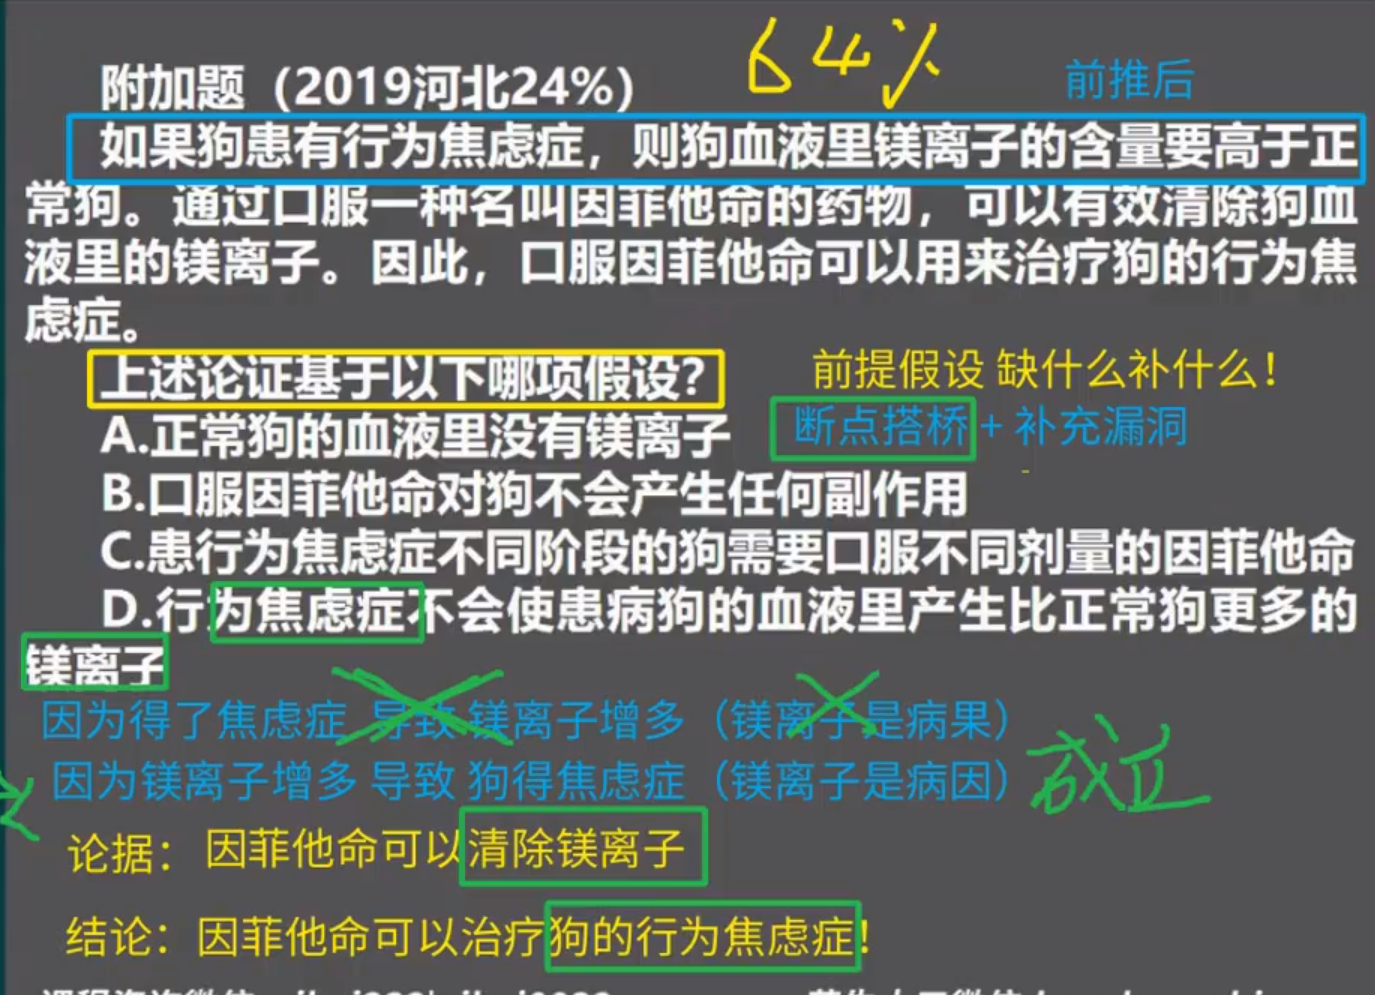 64%
附加题（2019河北24%） 前推后
如果狗患有行为焦虑症，则狗血液里镁离子的含量要高于正
常狗。通过口服一种名叫因菲他命的药物，可以有效清除狗血
液里的镁离子。因此，口服因菲他命可以用来治疗狗的行为焦
虑症。
上述论证基于以下哪项假设？ 前提假设 缺什么补什么！
A.正常狗的血液里没有镁离子 断点搭桥 + 补充漏洞
B.口服因菲他命对狗不会产生任何副作用
C.患行为焦虑症不同阶段的狗需要口服不同剂量的因菲他命
D.行为焦虑症不会使患病狗的血液里产生比正常狗更多的
镁离子
因为得了焦虑症 导致 镁离子增多（镁离子是病果）
因为镁离子增多 导致 狗得焦虑症（镁离子是病因） 成立
论据： 因菲他命可以清除镁离子
结论：因菲他命可以治疗狗的行为焦虑症！